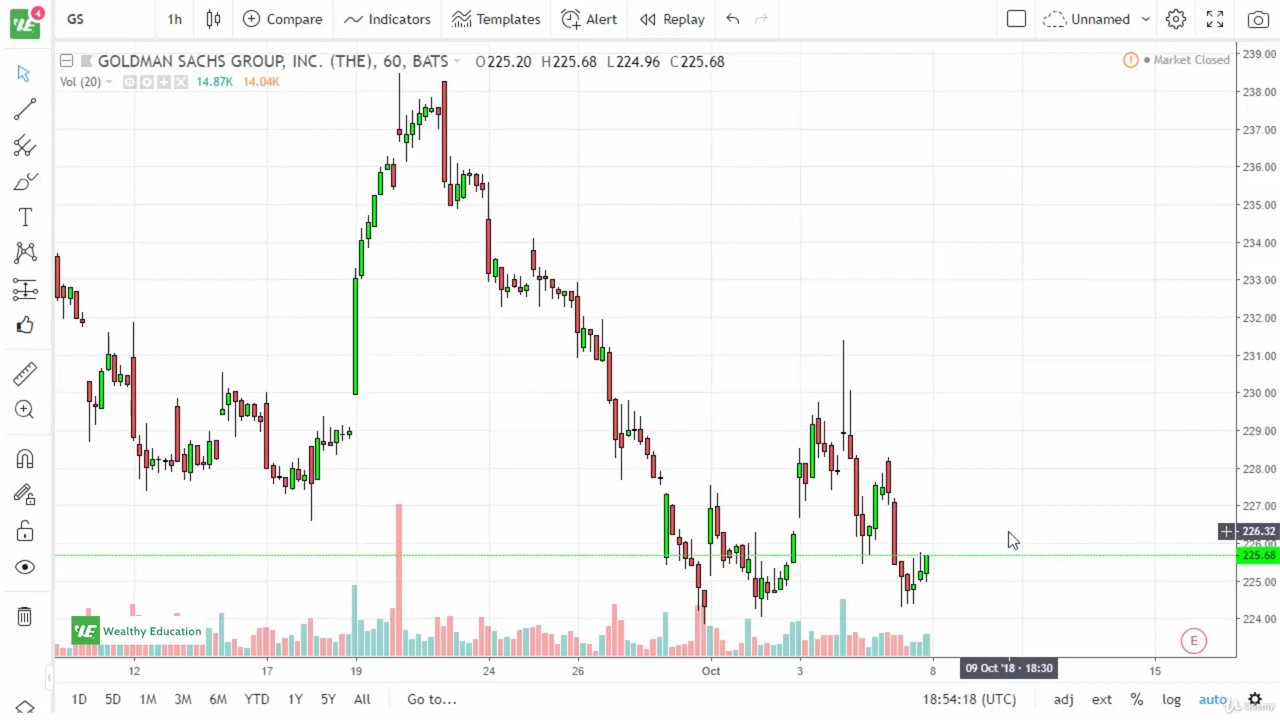 4
GS 1h Compare Indicators Templates Alert Replay Unnamed
GOLDMAN SACHS GROUP, INC. (THE), 60, BATS O225.20 H225.68 L224.96 C225.68
Market Closed
Vol (20) 14.87K 14.04K
239.00
238.00
237.00
236.00
235.00
234.00
233.00
232.00
231.00
230.00
229.00
228.00
227.00
226.32
226.00
225.68
225.00
224.00
Wealthy Education
E
12 17 19 24 26 Oct 3 8 09 Oct '18 - 18:30 15
1D 5D 1M 3M 6M YTD 1Y 5Y All Go to... 18:54:18 (UTC) adj ext % log auto
Udemy